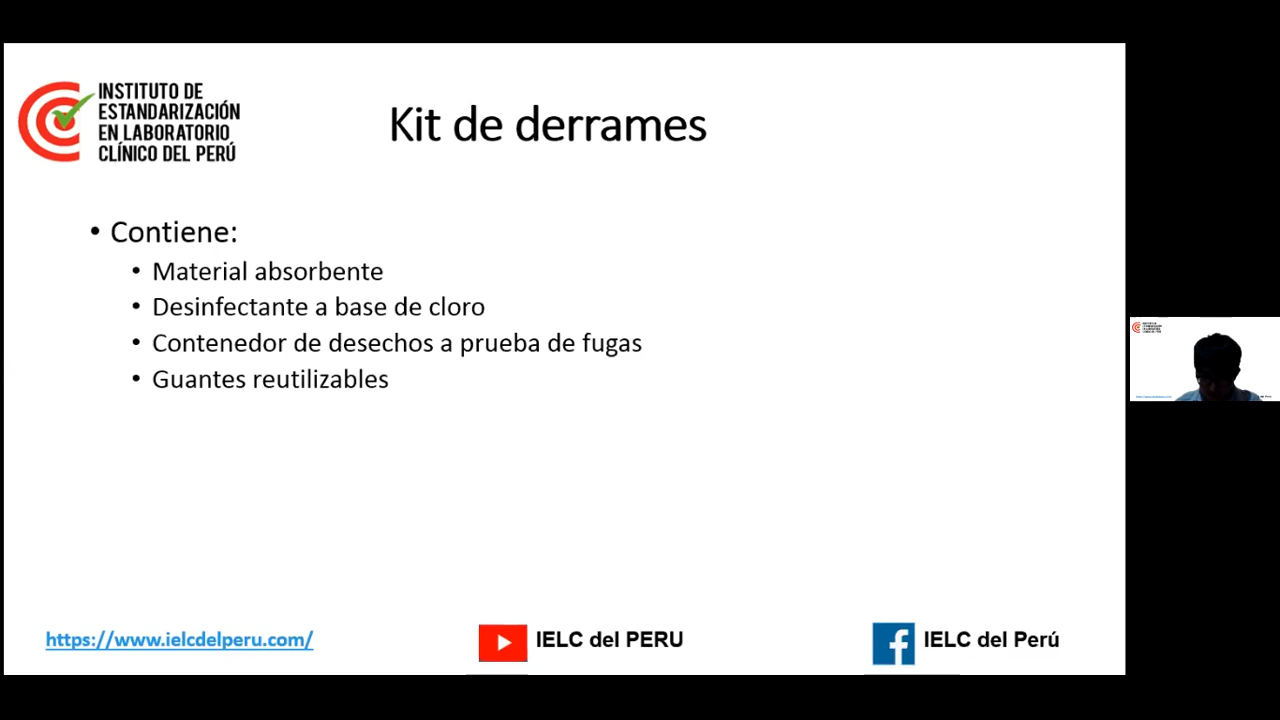 INSTITUTO DE
ESTANDARIZACIÓN
EN LABORATORIO
CLÍNICO DEL PERÚ
Kit de derrames
• Contiene:
• Material absorbente
• Desinfectante a base de cloro
• Contenedor de desechos a prueba de fugas
• Guantes reutilizables
https://www.ielcdelperu.com/
IELC del PERU
IELC del Perú